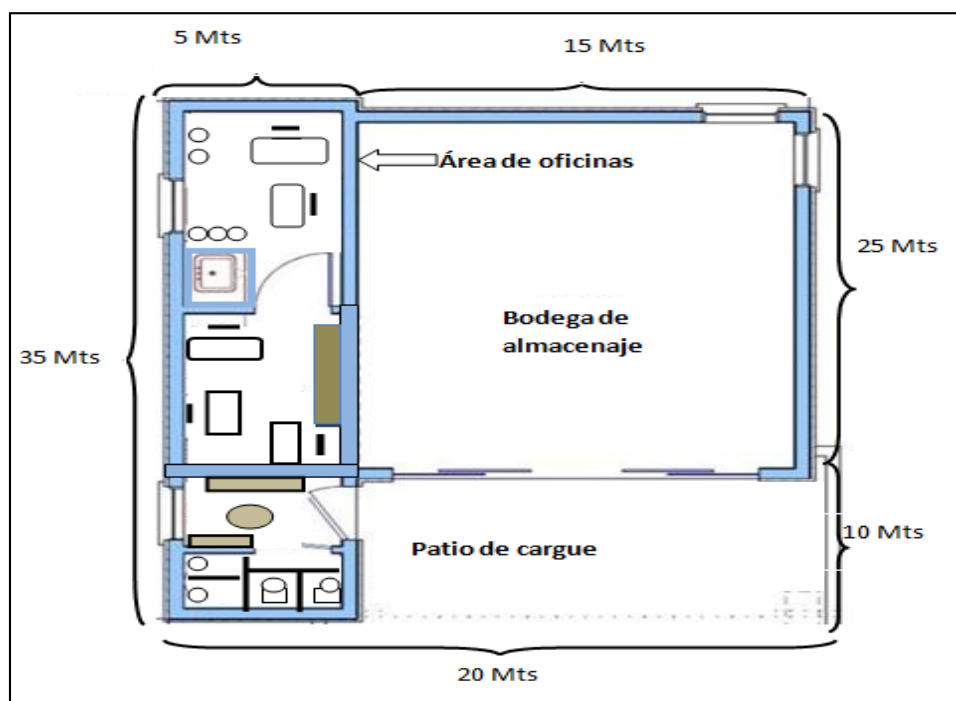 5 Mts
15 Mts
Área de oficinas
25 Mts
Bodega de
almacenaje
35 Mts
10 Mts
Patio de cargue
20 Mts